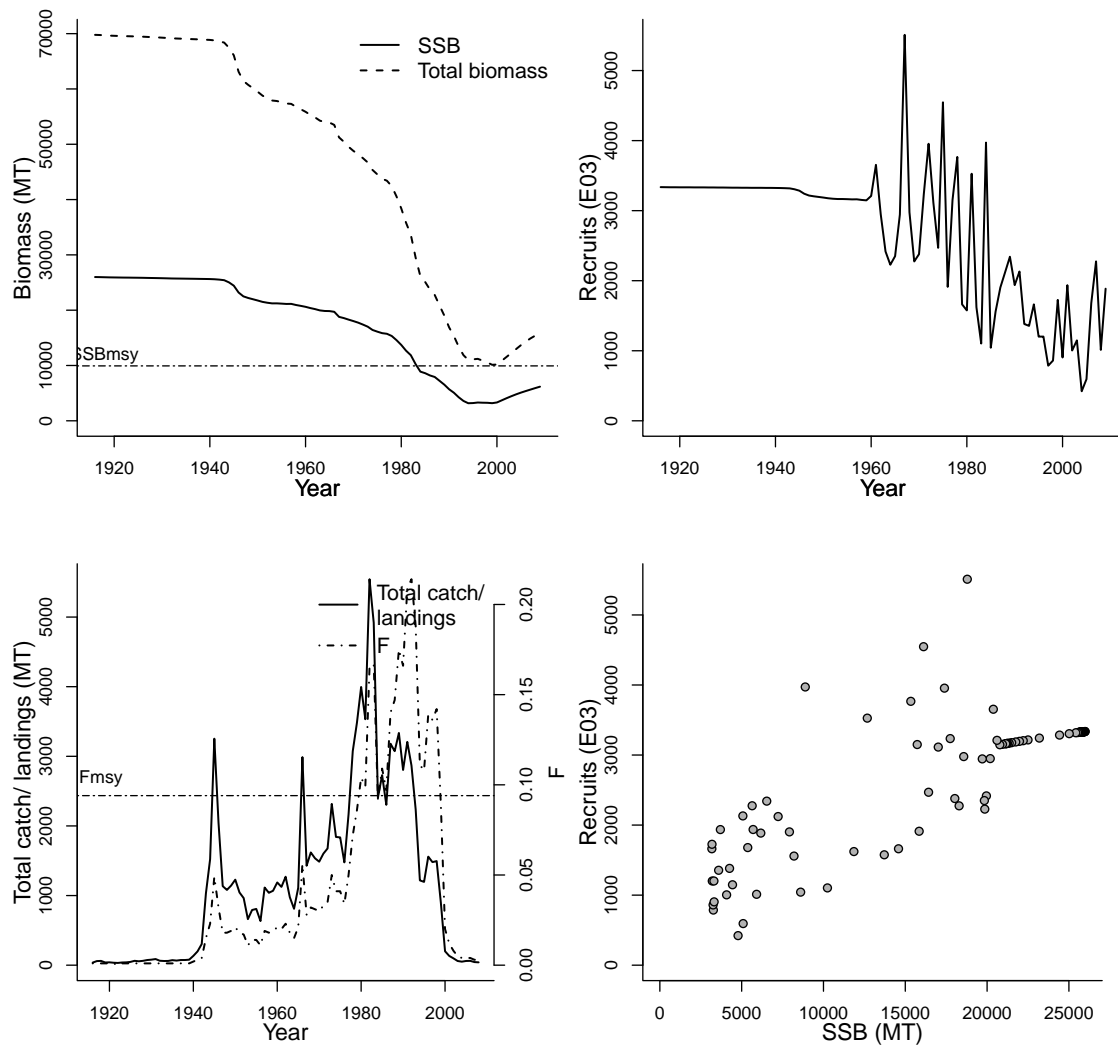 SSB
Total biomass
Biomass (MT)
70000
50000
30000
10000
0
SSBmsy
1920 1940 1960 1980 2000
Year
Recruits (E03)
5000
4000
3000
2000
1000
0
1920 1940 1960 1980 2000
Year
Total catch/
landings
F
Total catch/ landings (MT)
5000
4000
3000
2000
1000
0
Fmsy
0.20
0.15
0.10
0.05
0.00
F
1920 1940 1960 1980 2000
Year
Recruits (E03)
5000
4000
3000
2000
1000
0
0 5000 10000 15000 20000 25000
SSB (MT)